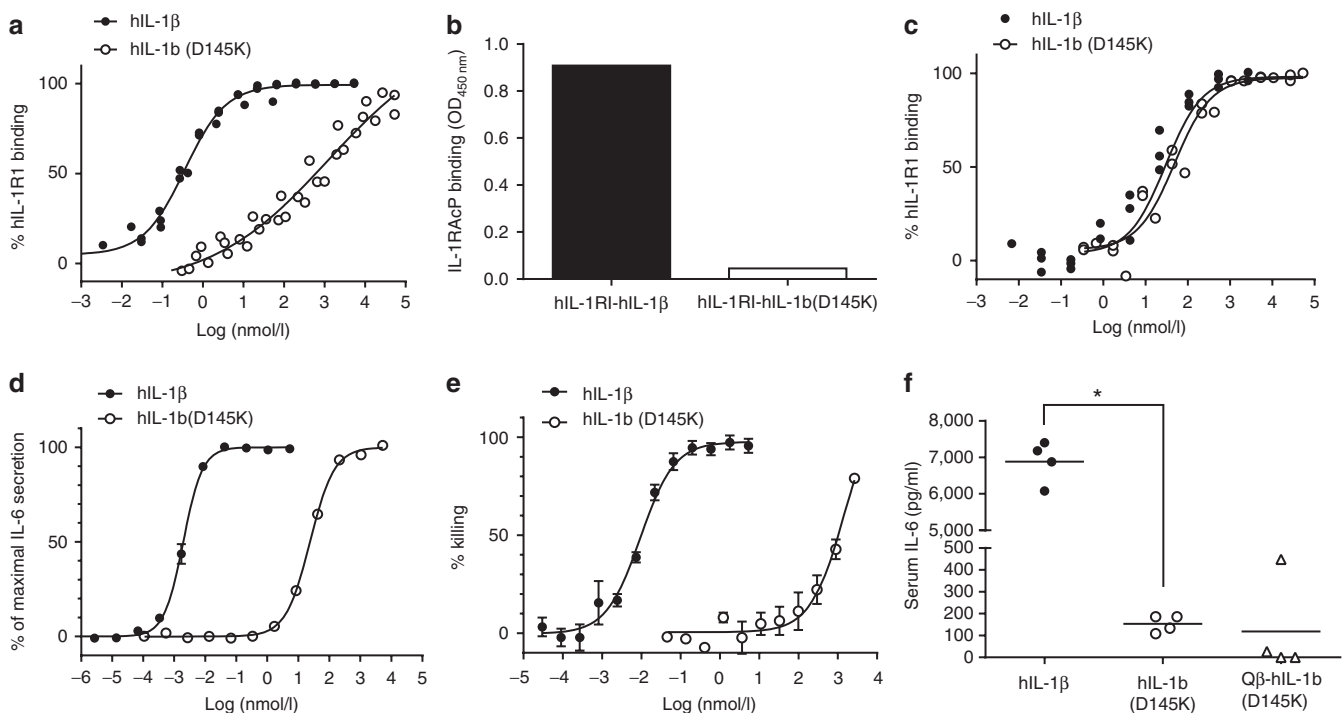 a
hIL-1β
hIL-1b (D145K)
% hIL-1R1 binding
100
50
0
−3 −2 −1 0 1 2 3 4 5
Log (nmol/l)
b
IL-1RAcP binding (OD450 nm)
1.0
0.8
0.6
0.4
0.2
0.0
hIL-1RI-hIL-1β hIL-1RI-hIL-1b(D145K)
c
hIL-1β
hIL-1b (D145K)
% hIL-1R1 binding
100
50
0
−3 −2 −1 0 1 2 3 4 5
Log (nmol/l)
d
hIL-1β
hIL-1b(D145K)
% of maximal IL-6 secretion
100
50
0
−6 −5 −4 −3 −2 −1 0 1 2 3 4 5
Log (nmol/l)
e
hIL-1β
hIL-1b (D145K)
% killing
100
50
0
−5 −4 −3 −2 −1 0 1 2 3 4
Log (nmol/l)
f
*
Serum IL-6 (pg/ml)
8,000
7,000
6,000
5,000
500
400
300
200
100
0
hIL-1β hIL-1b Qβ-hIL-1b
(D145K) (D145K)